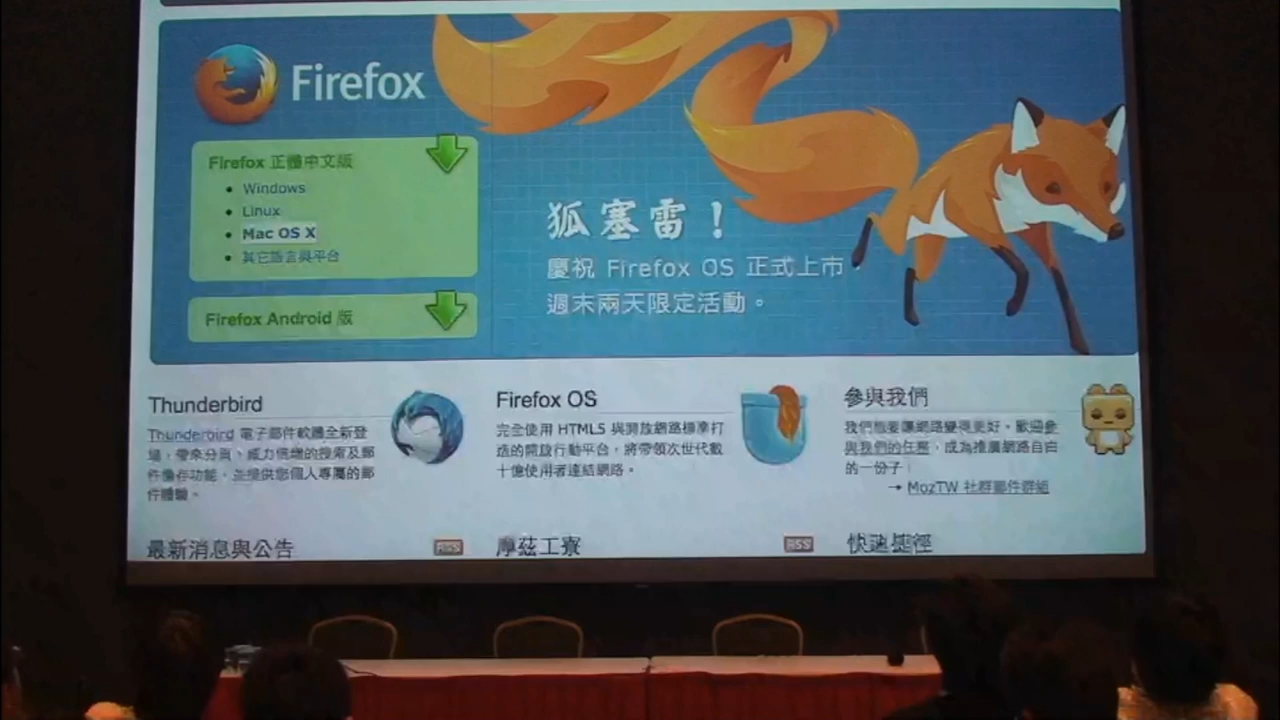 Firefox
Firefox 正體中文版
Windows
Linux
Mac OS X
其它語言與平台
Firefox Android 版
狐塞雷！
慶祝 Firefox OS 正式上市
週末兩天限定活動。
Thunderbird
Thunderbird 電子郵件軟體全新登
場，帶來分頁、威力倍增的搜索及郵
件保存功能，並提供您個人專屬的郵
件體驗。
Firefox OS
完全使用 HTML5 與開放網路標準打
造的開放行動平台，將帶領次世代數
十億使用者連結網路。
參與我們
我們想要讓網路變得更好。歡迎參
與我們的任務，成為推廣網路自由
的一份子！
→ MozTW 社群郵件群組
最新消息與公告
RSS
摩茲工寮
RSS
快速捷徑